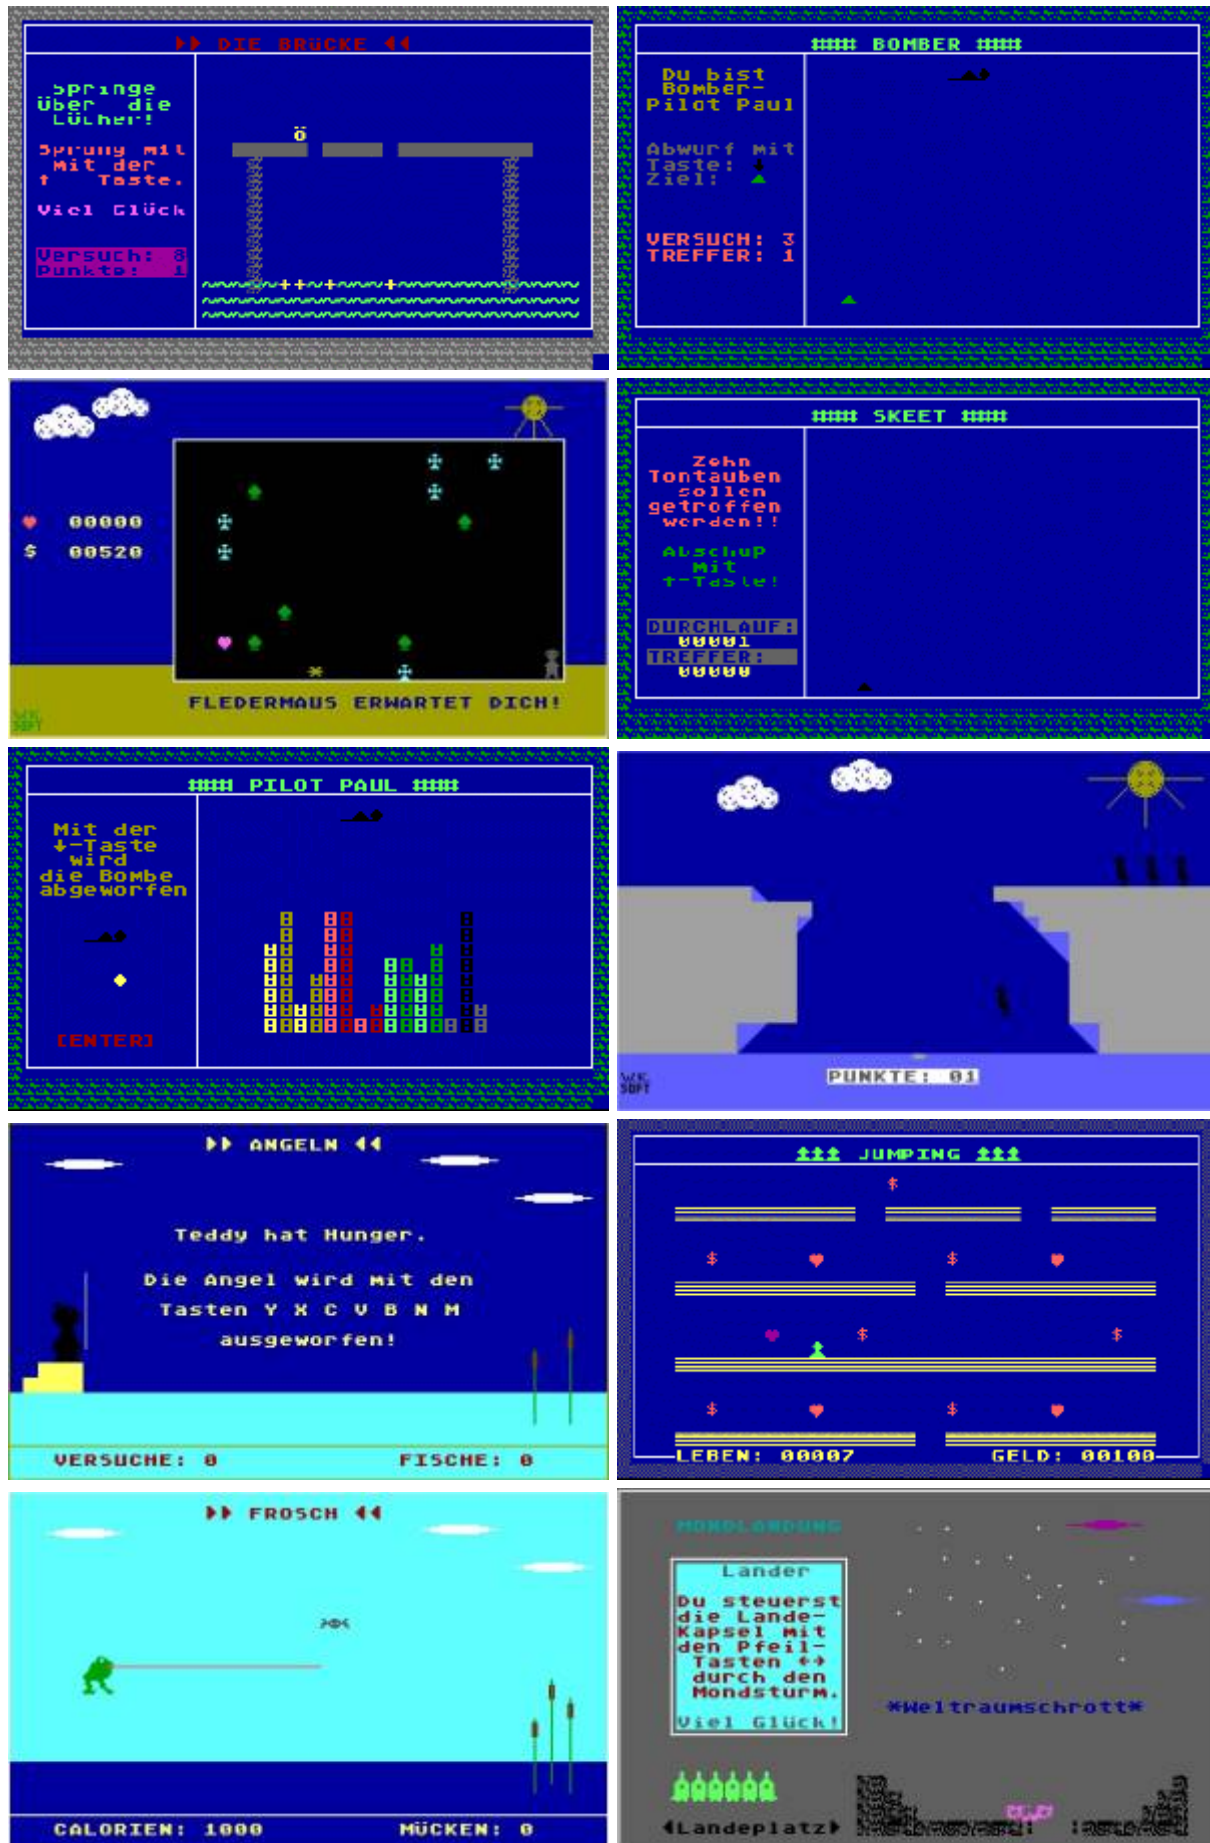 DIE BRÜCKE
Springe
über die
Löcher!
Sprung mit
mit der
↑ Taste.
Viel Glück
Versuch: 8
Punkte: 1
BOMBER
Du bist
Bomber-
Pilot Paul
Abwurf mit
Taste: ↓
Ziel:
VERSUCH: 3
TREFFER: 1
♥ 00000
$ 00520
FLEDERMAUS ERWARTET DICH!
WK
SOFT
SKEET
Zehn
Tontauben
sollen
getroffen
werden!!
Abschuß
mit
↑-Taste!
DURCHLAUF:
00001
TREFFER:
00000
PILOT PAUL
Mit der
↓-Taste
wird
die Bombe
abgeworfen
[ENTER]
WK
SOFT
PUNKTE: 01
ANGELN
Teddy hat Hunger.
Die Angel wird mit den
Tasten Y X C V B N M
ausgeworfen!
VERSUCHE: 0 FISCHE: 0
JUMPING
$
$ $
$ $
$ $
LEBEN: 00007 GELD: 00100
FROSCH
CALORIEN: 1000 MÜCKEN: 0
MONDLANDUNG
Lander
Du steuerst
die Lande-
Kapsel mit
den Pfeil-
Tasten ←→
durch den
Mondsturm.
Viel Glück!
*Weltraumschrott*
Landeplatz